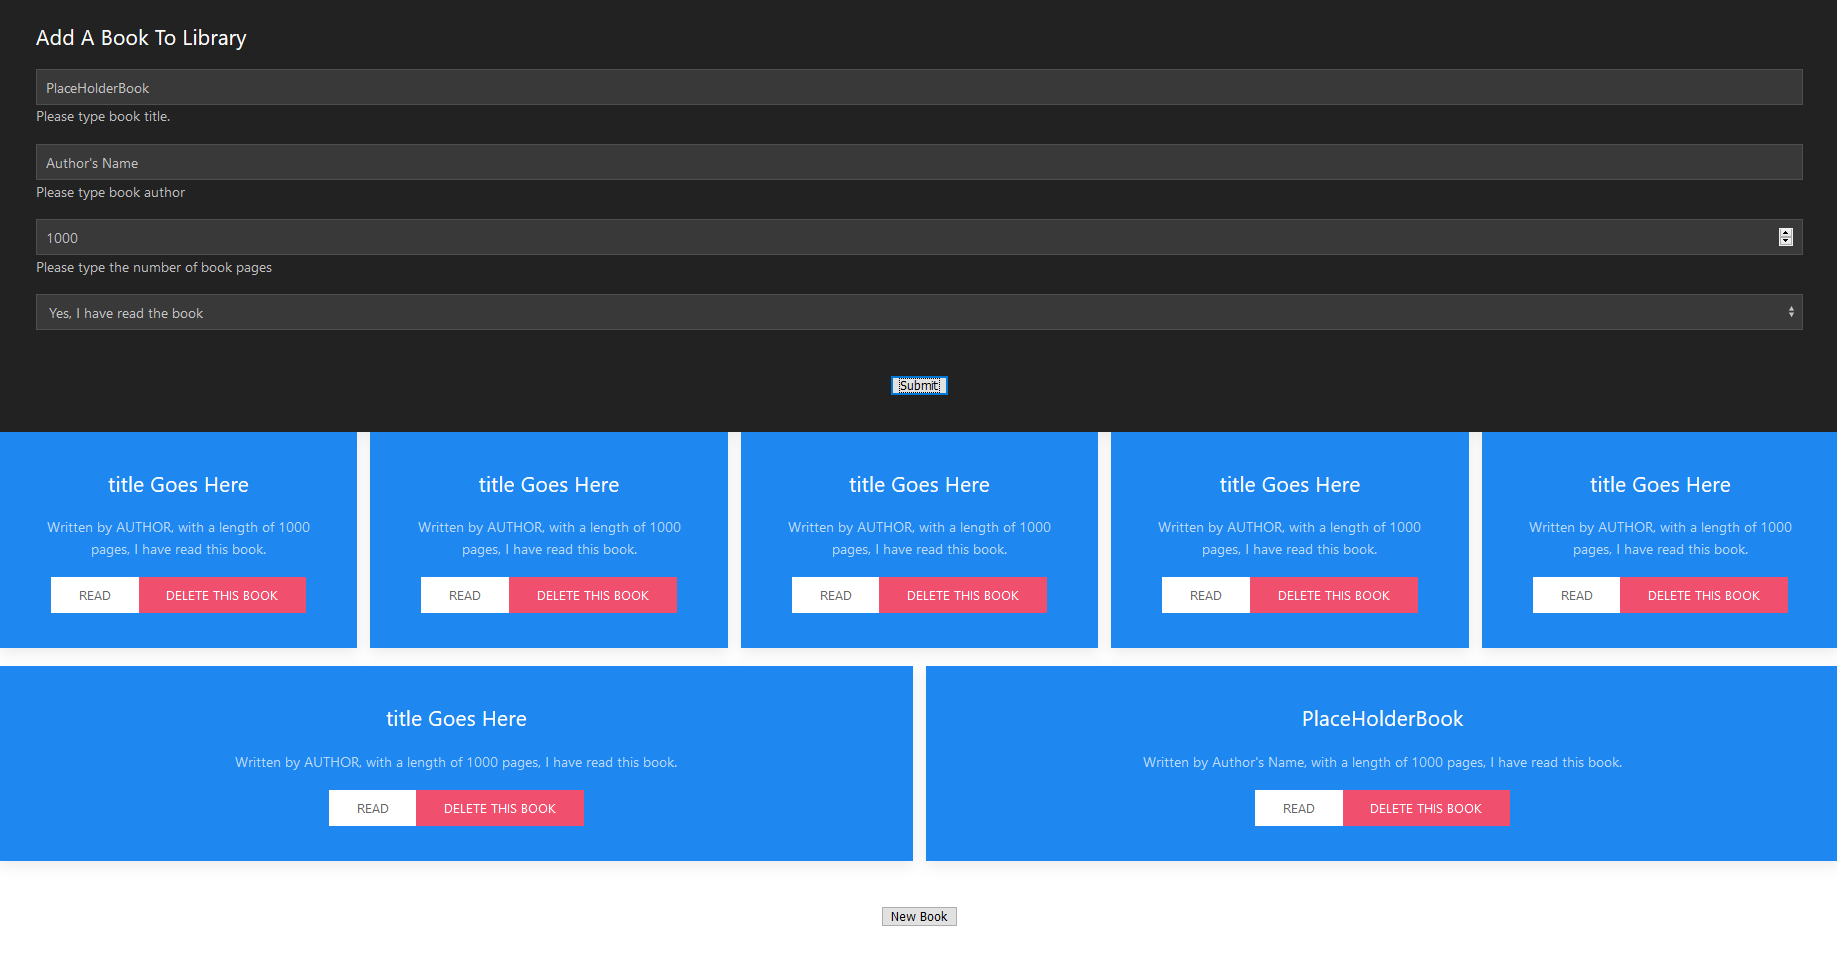 Add A Book To Library
PlaceHolderBook
Please type book title.
Author's Name
Please type book author
1000
Please type the number of book pages
Yes, I have read the book
Submit
title Goes Here
Written by AUTHOR, with a length of 1000
pages, I have read this book.
READ DELETE THIS BOOK
title Goes Here
Written by AUTHOR, with a length of 1000
pages, I have read this book.
READ DELETE THIS BOOK
title Goes Here
Written by AUTHOR, with a length of 1000
pages, I have read this book.
READ DELETE THIS BOOK
title Goes Here
Written by AUTHOR, with a length of 1000
pages, I have read this book.
READ DELETE THIS BOOK
title Goes Here
Written by AUTHOR, with a length of 1000
pages, I have read this book.
READ DELETE THIS BOOK
title Goes Here
Written by AUTHOR, with a length of 1000 pages, I have read this book.
READ DELETE THIS BOOK
PlaceHolderBook
Written by Author's Name, with a length of 1000 pages, I have read this book.
READ DELETE THIS BOOK
New Book